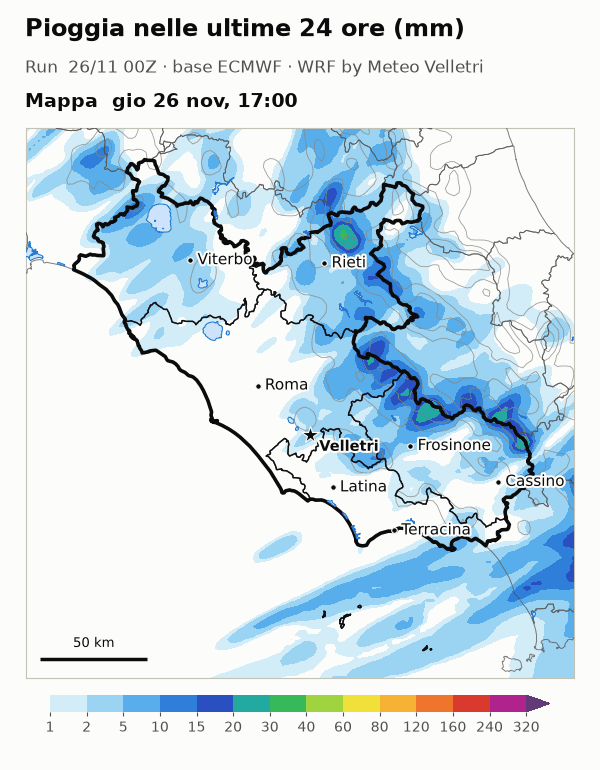 Pioggia nelle ultime 24 ore (mm)
Run  26/11 00Z · base ECMWF · WRF by Meteo Velletri
Mappa  gio 26 nov, 17:00
Viterbo
Rieti
Roma
Velletri
Frosinone
Latina
Cassino
Terracina
50 km
1 2 5 10 15 20 30 40 60 80 120 160 240 320